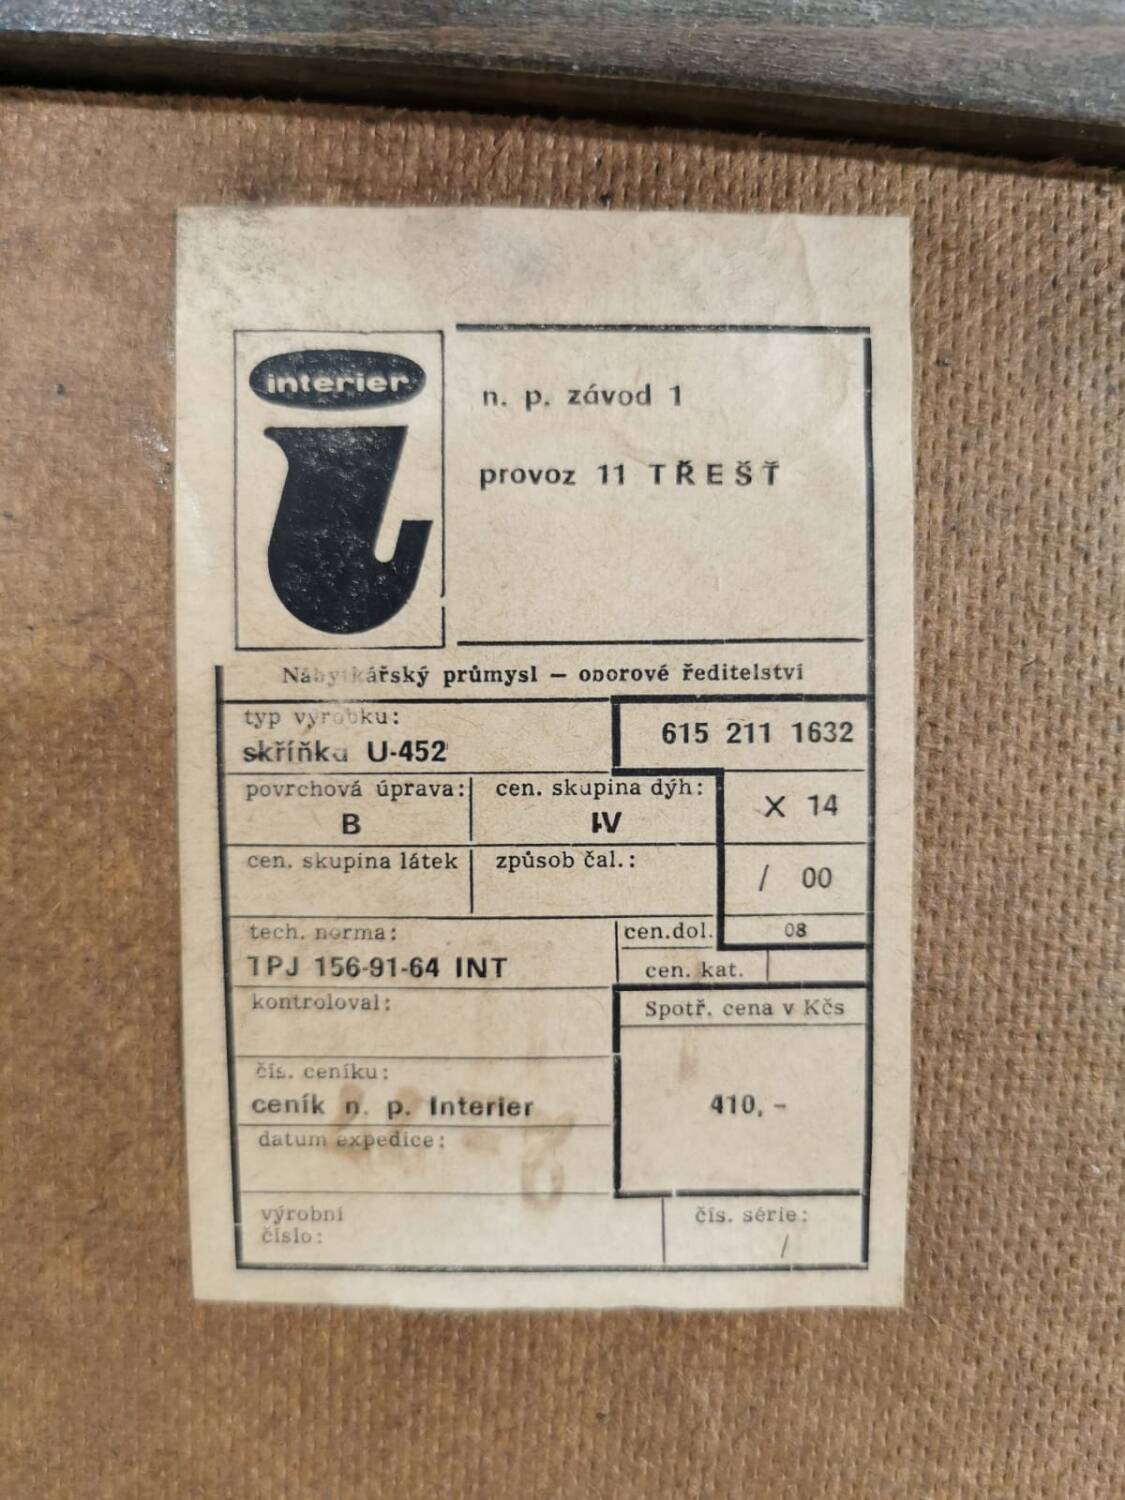 interier
n. p. závod 1
provoz 11 TŘEŠŤ
Nábytkářský průmysl — oborové ředitelství
typ výrobku:
skříňka U-452
615 211 1632
povrchová úprava:
B
cen. skupina dýh:
IV
X 14
cen. skupina látek
způsob čal.:
/ 00
tech. norma:
TPJ 156-91-64 INT
cen.dol.
08
cen. kat.
kontroloval:
Spotř. cena v Kčs
410,-
čís. ceníku:
ceník n. p. Interier
datum expedice:
výrobní
číslo:
čís. série:
/